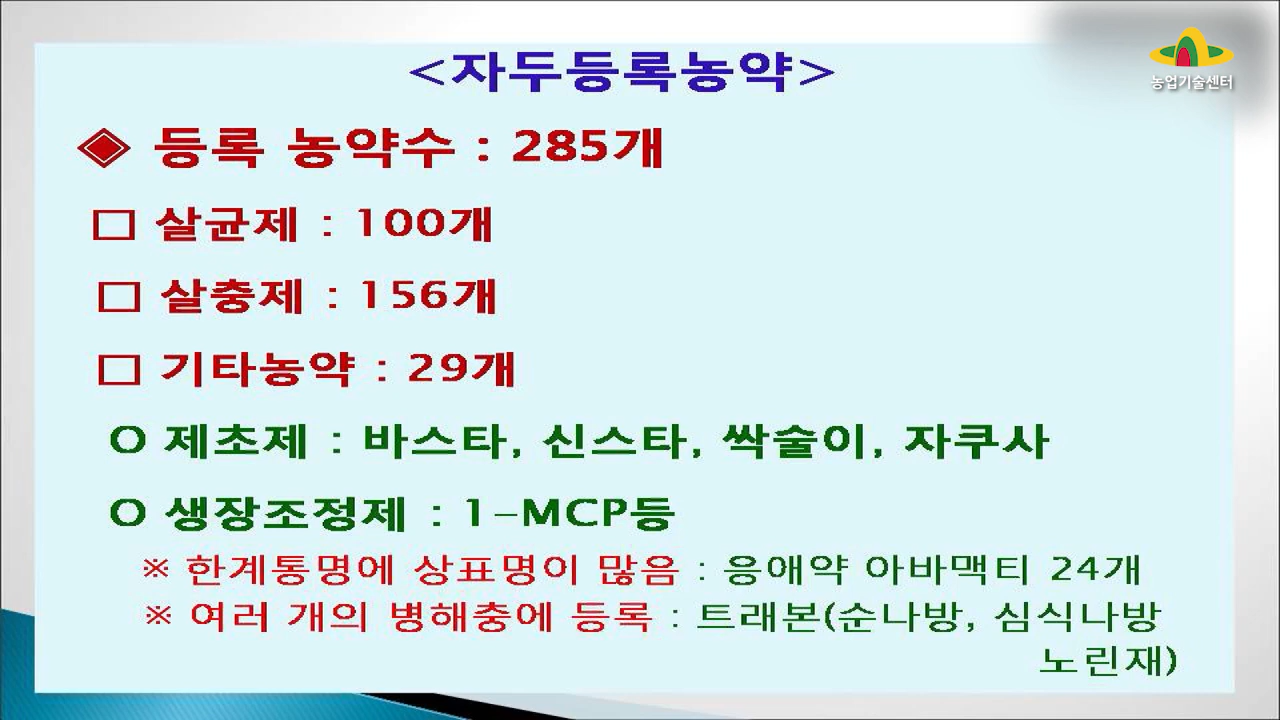 <자두등록농약>
농업기술센터
◈ 등록 농약수 : 285개
□ 살균제 : 100개
□ 살충제 : 156개
□ 기타농약 : 29개
O 제초제 : 바스타, 신스타, 싹술이, 자쿠사
O 생장조정제 : 1-MCP등
※ 한계통명에 상표명이 많음 : 응애약 아바맥티 24개
※ 여러 개의 병해충에 등록 : 트래본(순나방, 심식나방
노린재)